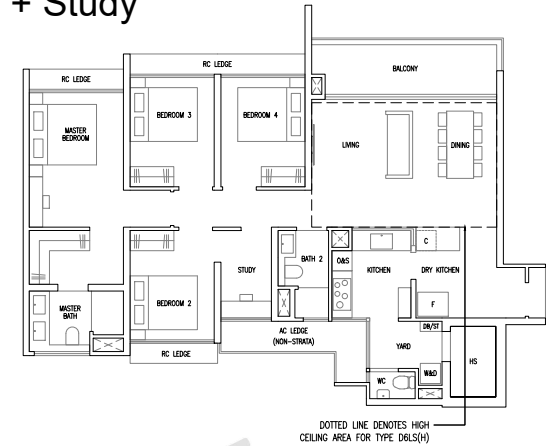 + Study
RC LEDGE
BALCONY
RC LEDGE
MASTER
BEDROOM
BEDROOM 3
BEDROOM 4
LIVING
DINING
C
O&S
BATH 2
KITCHEN
DRY KITCHEN
STUDY
BEDROOM 2
MASTER
BATH
F
AC LEDGE
(NON-STRATA)
DB/ST
YARD
HS
RC LEDGE
W&D
WC
DOTTED LINE DENOTES HIGH
CEILING AREA FOR TYPE D6LS(H)